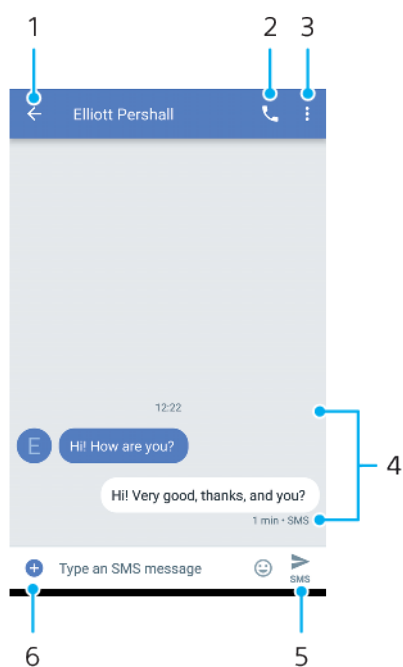 1 2 3
Elliott Pershall
12:22
E Hi! How are you?
Hi! Very good, thanks, and you?
1 min • SMS
4
Type an SMS message
SMS
6 5